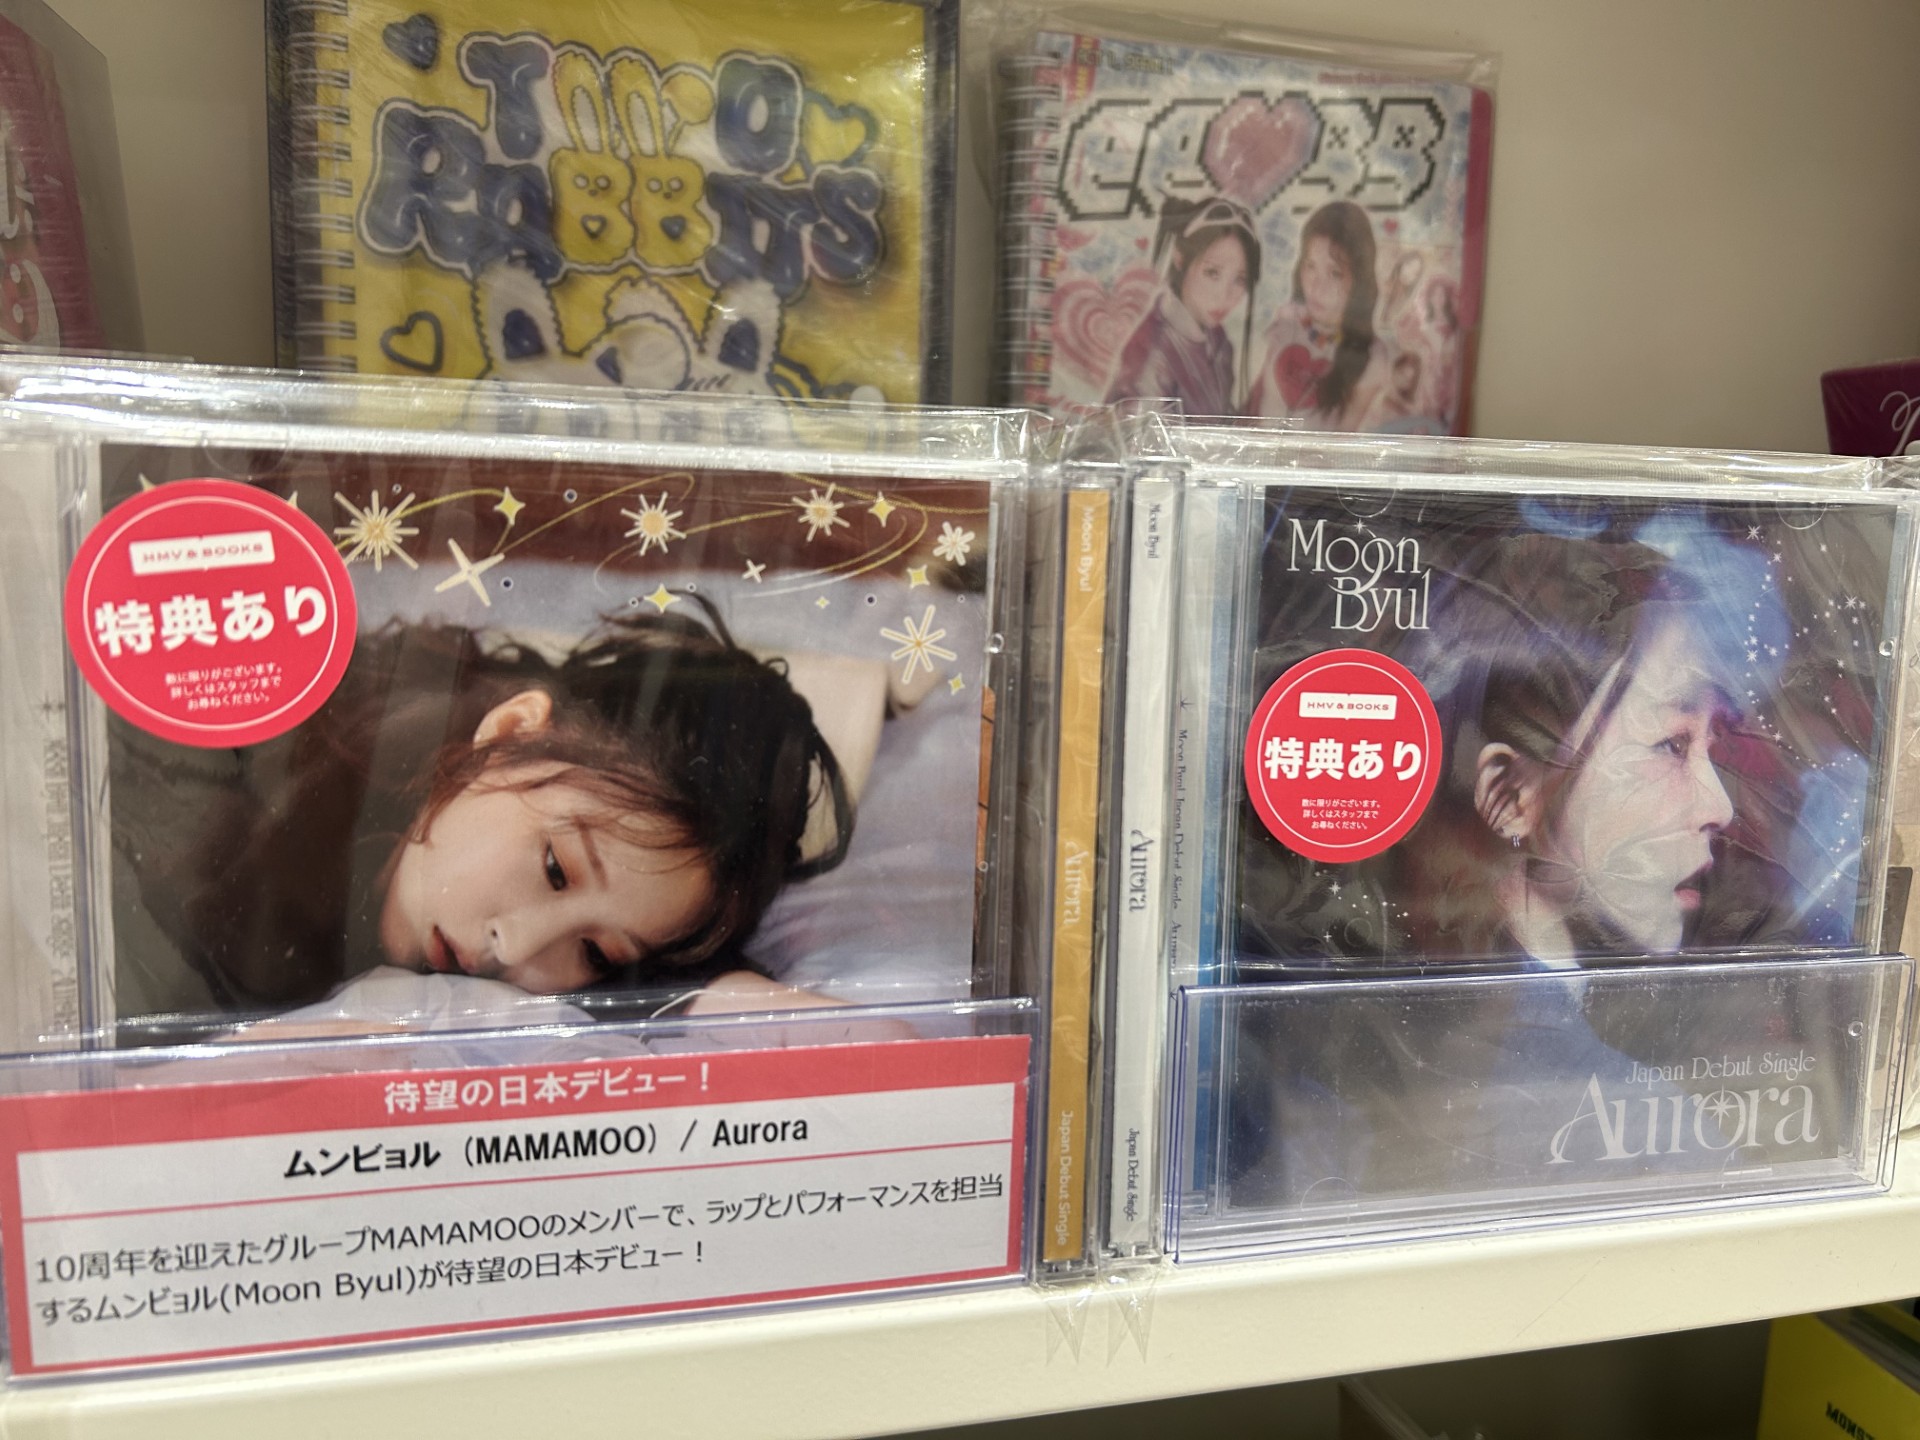 TWO
RABBITS
HMV & BOOKS
特典あり
数に限りがございます。
詳しくはスタッフまで
お尋ねください。
待望の日本デビュー！
ムンビョル（MAMAMOO）/ Aurora
10周年を迎えたグループMAMAMOOのメンバーで、ラップとパフォーマンスを担当
するムンビョル(Moon Byul)が待望の日本デビュー！
Moon Byul
Aurora
Japan Debut Single
Moon Byul
Aurora
Japan Debut Single
Moon Byul Japan Debut Single Aurora
Moon
Byul
HMV & BOOKS
特典あり
数に限りがございます。
詳しくはスタッフまで
お尋ねください。
Japan Debut Single
Aurora